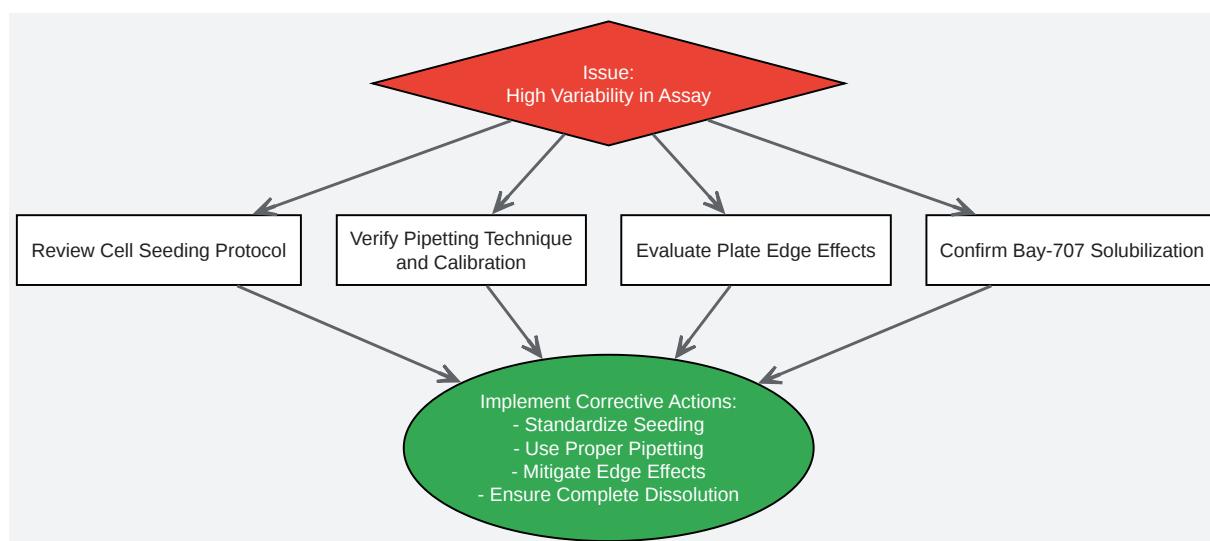 Issue:
High Variability in Assay
Review Cell Seeding Protocol
Verify Pipetting Technique
and Calibration
Evaluate Plate Edge Effects
Confirm Bay-707 Solubilization
Implement Corrective Actions:
- Standardize Seeding
- Use Proper Pipetting
- Mitigate Edge Effects
- Ensure Complete Dissolution